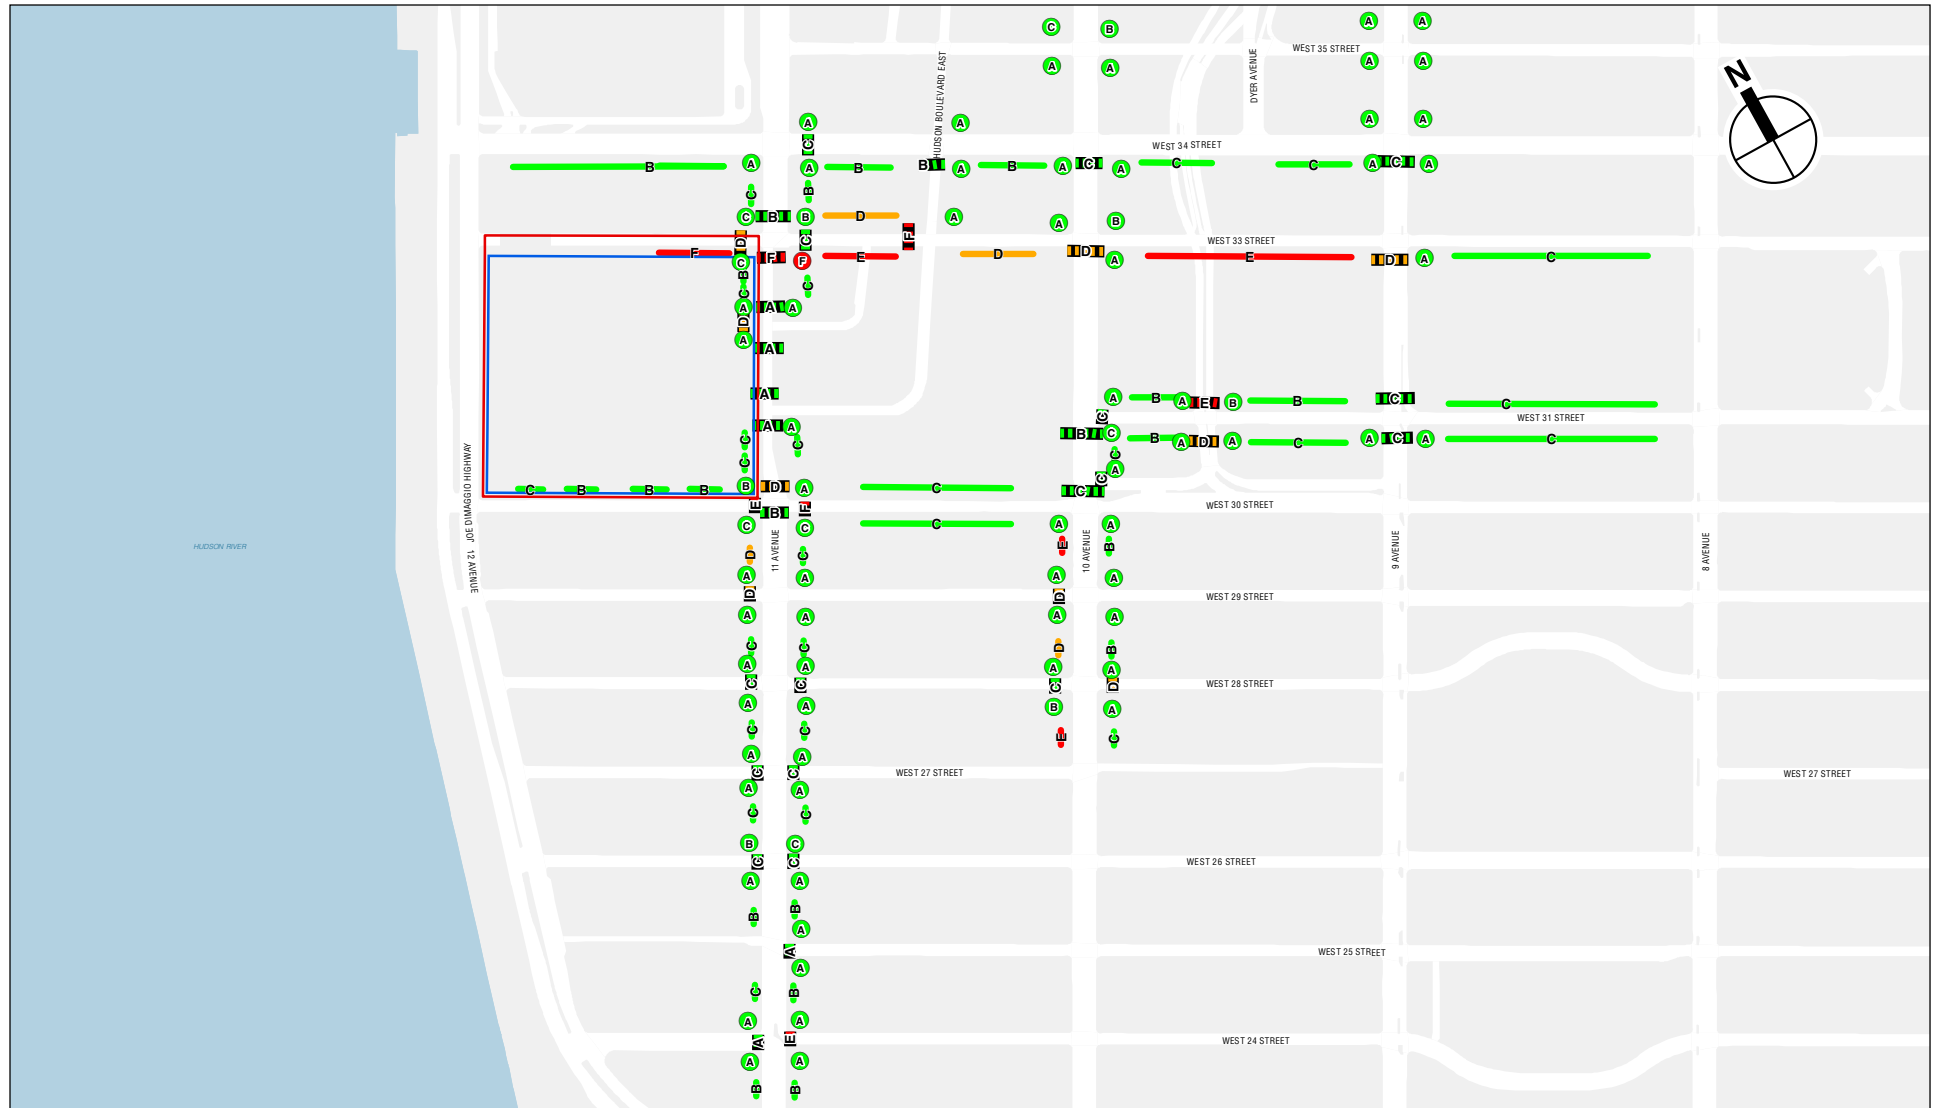 C B A A
WEST 35 STREET
A A A A
HUDSON BOULEVARD EAST
DYER AVENUE
N
A A A A
C
WEST 34 STREET
B A A B B A B A C A C C A C A
C B
C B B D A A B
D C F
WEST 33 STREET
F C F F E D D A E D A C
B C C
A A A
D
A A
A
A B A E B B C C
WEST 31 STREET
C
A A
B C B A D A C A C A C
C C C
C A C
C B B B B D A C C
E B F
WEST 30 STREET
C C C A A
HUDSON RIVER
JOE DIMAGGIO HIGHWAY
12 AVENUE
11 AVENUE
10 AVENUE
9 AVENUE
8 AVENUE
D C E B
A A A A
D D
WEST 29 STREET
A A A A
C C D B
A A A A
C C C D
WEST 28 STREET
A A B A
C C E C
A A
C C
WEST 27 STREET
WEST 27 STREET
A A
C C
B C
C C
WEST 26 STREET
A A
B B
A
A
WEST 25 STREET
A
C B
A A
A E
WEST 24 STREET
A A
B B